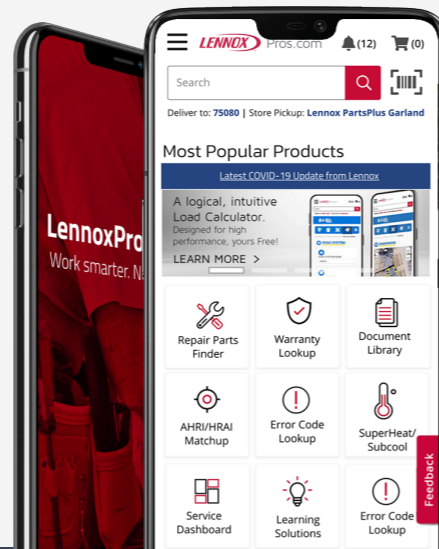 LennoxPro
Work smarter. N
LENNOX Pros.com
(12)
(0)
Search
Deliver to: 75080 | Store Pickup: Lennox PartsPlus Garland
Most Popular Products
Latest COVID-19 Update from Lennox
A logical, intuitive
Load Calculator.
Designed for high
performance, yours Free!
LEARN MORE >
Repair Parts
Finder
Warranty
Lookup
Document
Library
AHRI/HRAI
Matchup
Error Code
Lookup
SuperHeat/
Subcool
Service
Dashboard
Learning
Solutions
Error Code
Lookup
Feedback